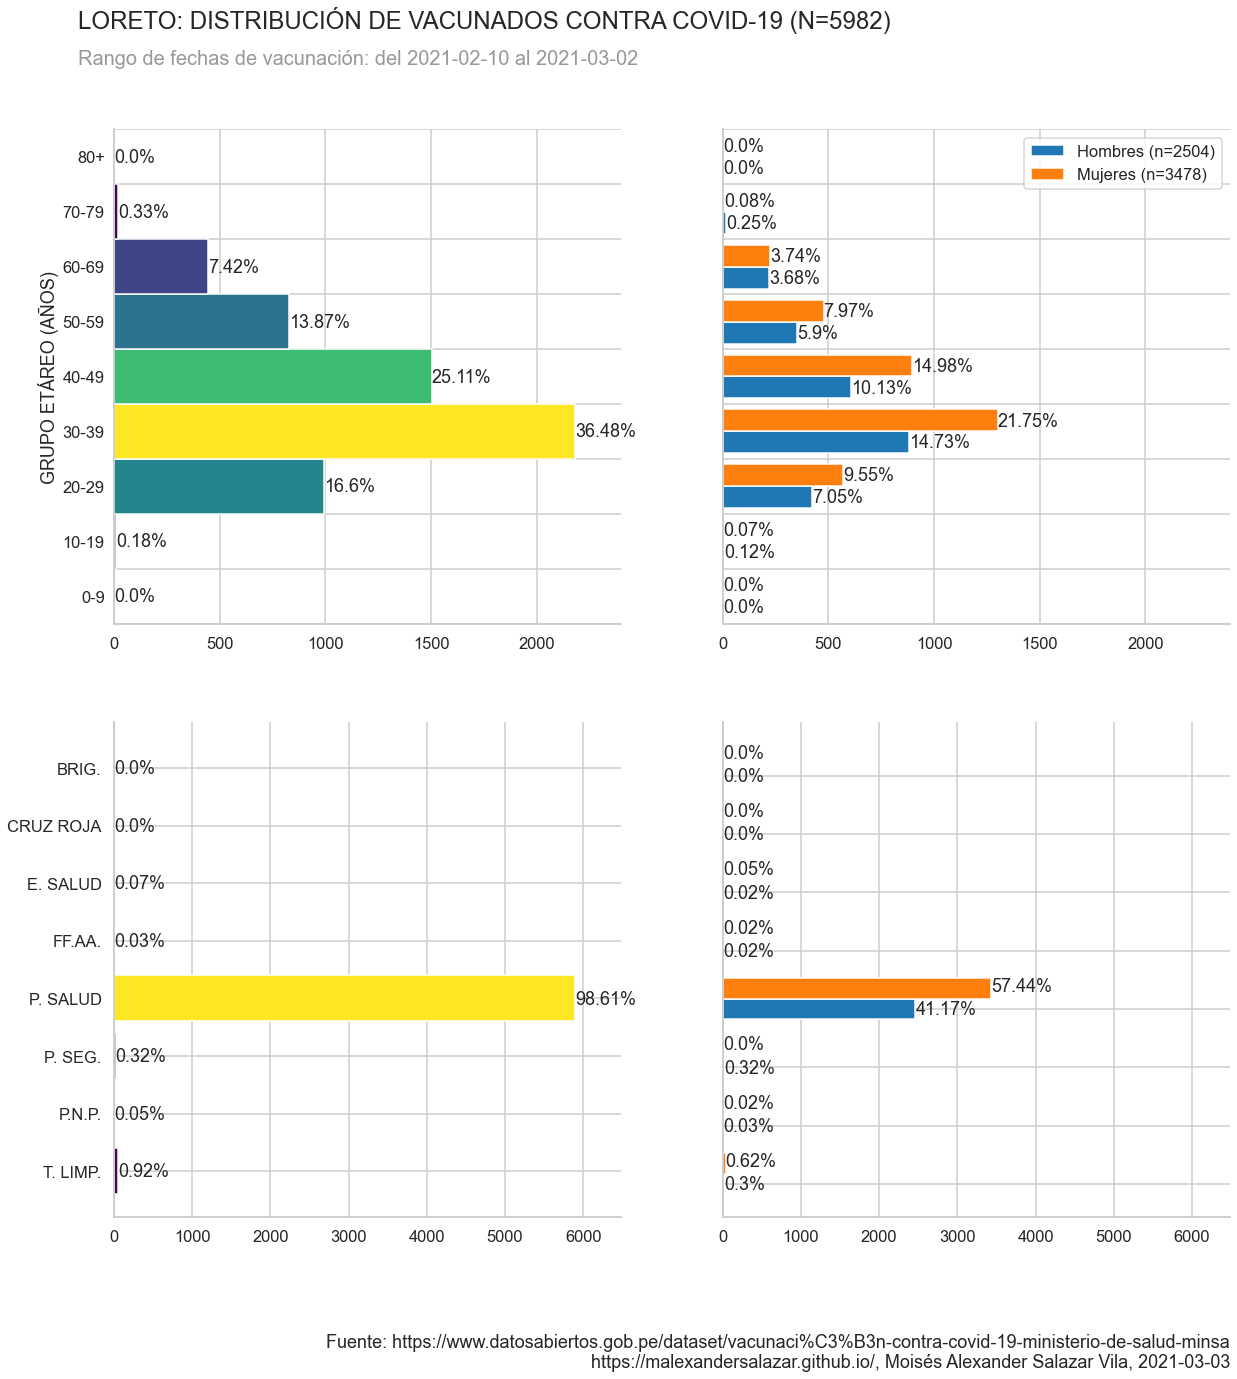 LORETO: DISTRIBUCIÓN DE VACUNADOS CONTRA COVID-19 (N=5982)
Rango de fechas de vacunación: del 2021-02-10 al 2021-03-02
GRUPO ETÁREO (AÑOS)
80+ 0.0%
70-79 0.33%
60-69 7.42%
50-59 13.87%
40-49 25.11%
30-39 36.48%
20-29 16.6%
10-19 0.18%
0-9 0.0%
0 500 1000 1500 2000
Hombres (n=2504)
Mujeres (n=3478)
0.0%
0.0%
0.08%
0.25%
3.74%
3.68%
7.97%
5.9%
14.98%
10.13%
21.75%
14.73%
9.55%
7.05%
0.07%
0.12%
0.0%
0.0%
0 500 1000 1500 2000
BRIG. 0.0%
CRUZ ROJA 0.0%
E. SALUD 0.07%
FF.AA. 0.03%
P. SALUD 98.61%
P. SEG. 0.32%
P.N.P. 0.05%
T. LIMP. 0.92%
0 1000 2000 3000 4000 5000 6000
0.0%
0.0%
0.0%
0.0%
0.05%
0.02%
0.02%
0.02%
57.44%
41.17%
0.0%
0.32%
0.02%
0.03%
0.62%
0.3%
0 1000 2000 3000 4000 5000 6000
Fuente: https://www.datosabiertos.gob.pe/dataset/vacunaci%C3%B3n-contra-covid-19-ministerio-de-salud-minsa
https://malexandersalazar.github.io/, Moisés Alexander Salazar Vila, 2021-03-03